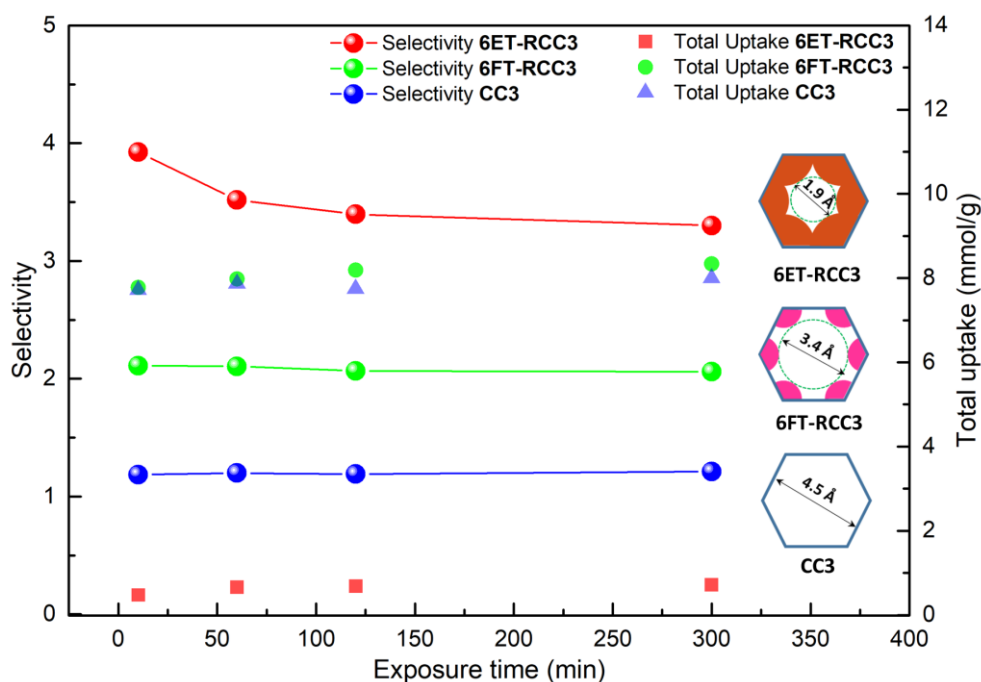 Selectivity 6ET-RCC3
Selectivity 6FT-RCC3
Selectivity CC3
Total Uptake 6ET-RCC3
Total Uptake 6FT-RCC3
Total Uptake CC3
5
4
3
2
1
0
Selectivity
14
12
10
8
6
4
2
0
Total uptake (mmol/g)
1.9 Å
6ET-RCC3
3.4 Å
6FT-RCC3
4.5 Å
CC3
0 50 100 150 200 250 300 350 400
Exposure time (min)